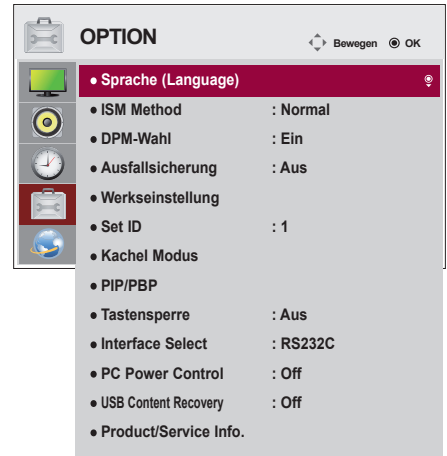 OPTION Bewegen OK
• Sprache (Language)
• ISM Method : Normal
• DPM-Wahl : Ein
• Ausfallsicherung : Aus
• Werkseinstellung
• Set ID : 1
• Kachel Modus
• PIP/PBP
• Tastensperre : Aus
• Interface Select : RS232C
• PC Power Control : Off
• USB Content Recovery : Off
• Product/Service Info.